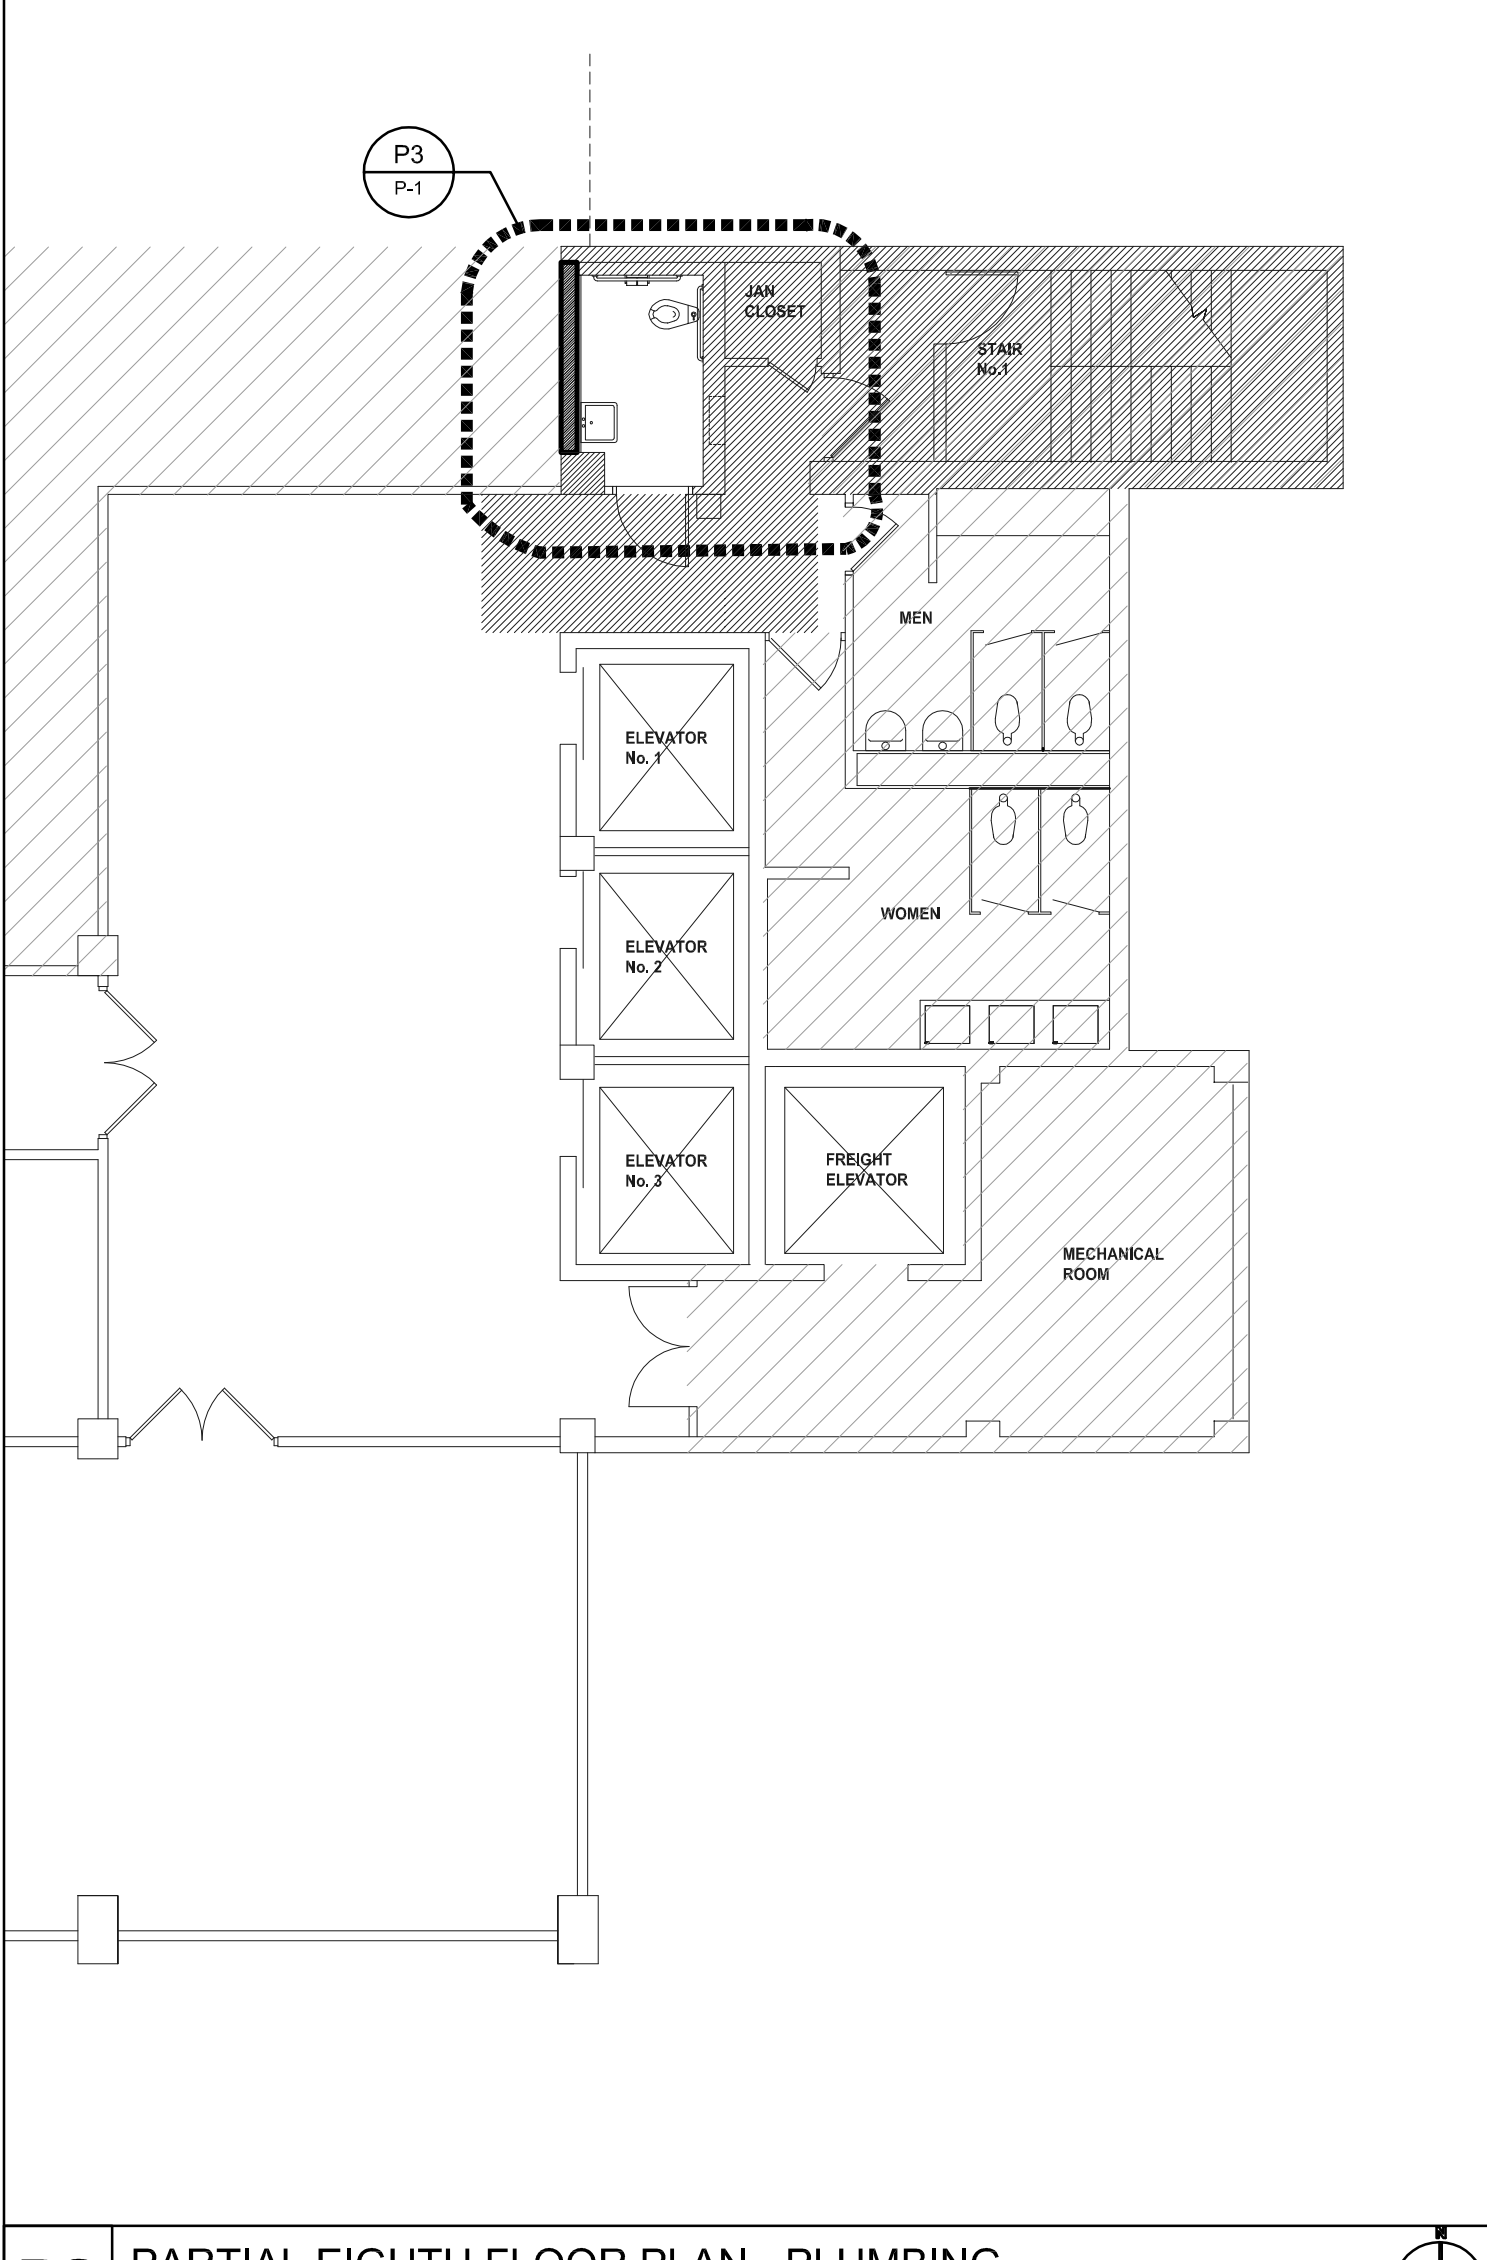 P3
P-1
JAN
CLOSET
STAIR
No.1
MEN
ELEVATOR
No. 1
WOMEN
ELEVATOR
No. 2
ELEVATOR
No. 3
FREIGHT
ELEVATOR
MECHANICAL
ROOM
N
PARTIAL EIGHTH FLOOR PLAN - PLUMBING